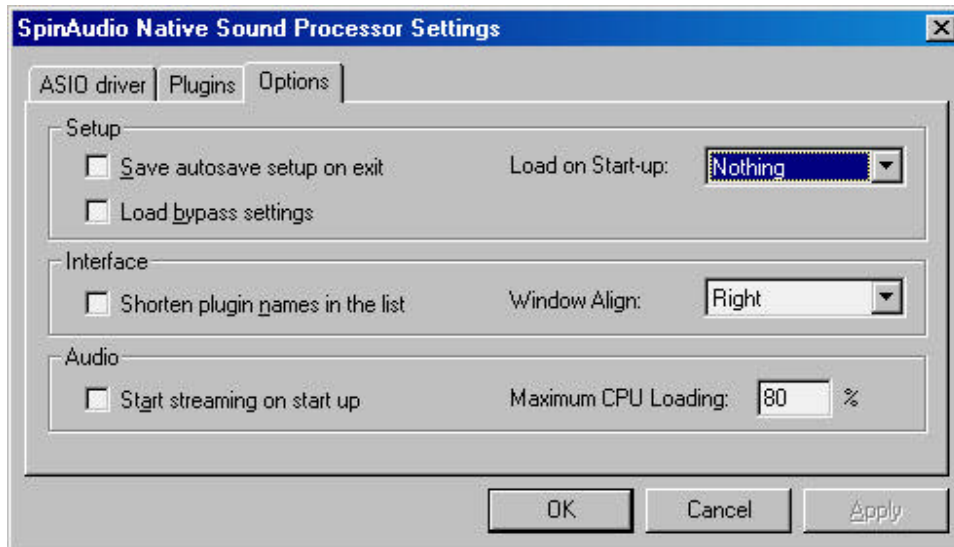 SpinAudio Native Sound Processor Settings
ASIO driver Plugins Options
Setup
Save autosave setup on exit Load on Start-up: Nothing
Load bypass settings
Interface
Shorten plugin names in the list Window Align: Right
Audio
Start streaming on start up Maximum CPU Loading: 80 %
OK Cancel Apply